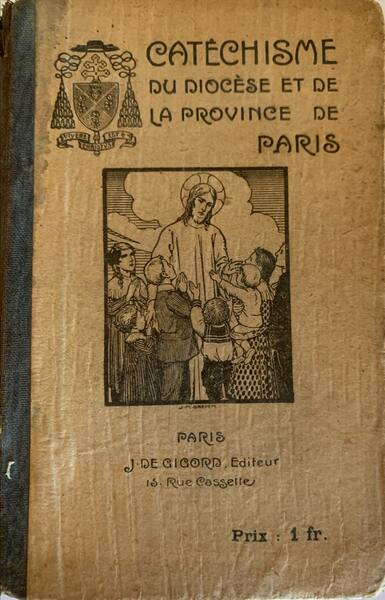 CATÉCHISME
DU DIOCÈSE ET DE
LA PROVINCE DE
PARIS
PARIS
J. DE GIGORD, Editeur
15, Rue Cassette
Prix : 1 fr.